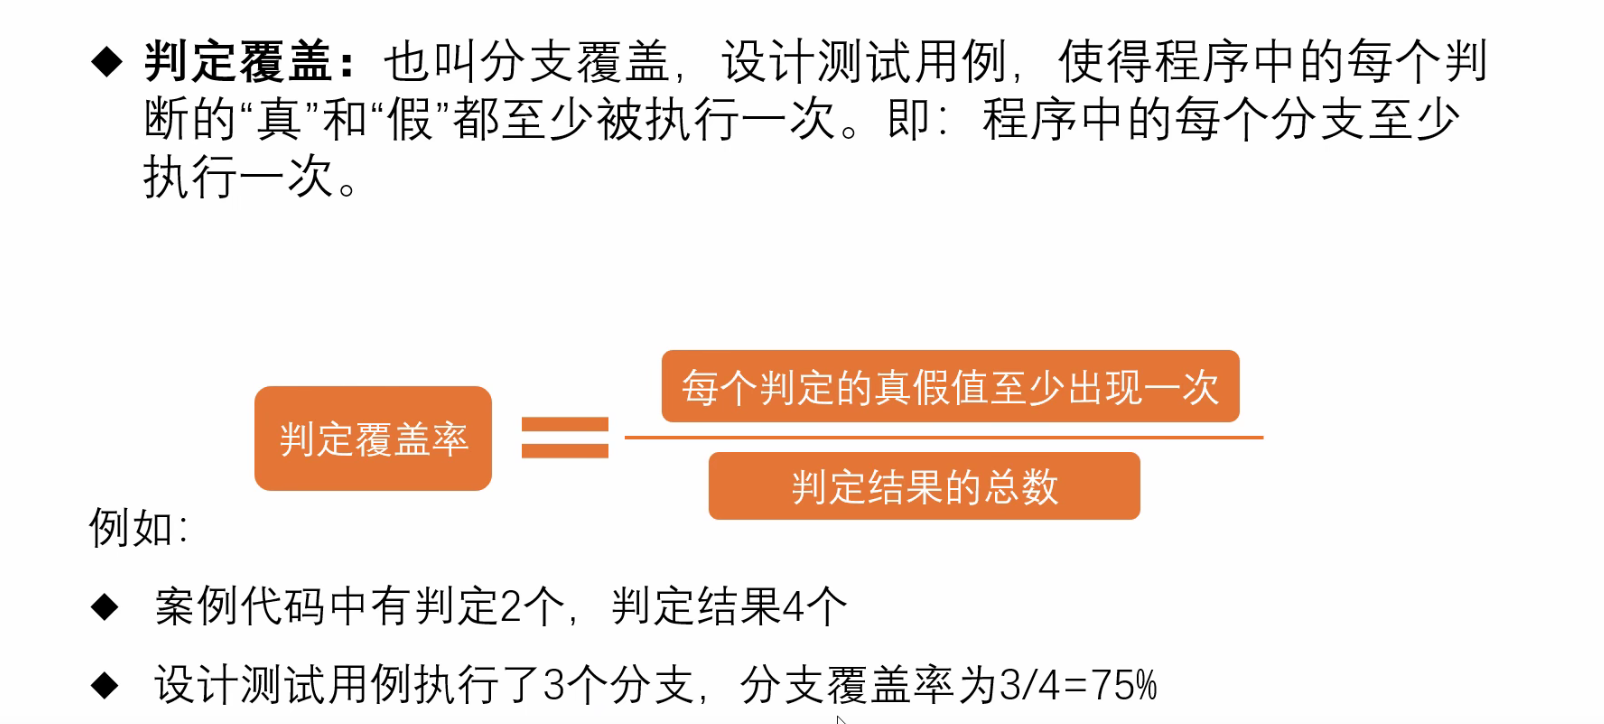 ◆ 判定覆盖：也叫分支覆盖，设计测试用例，使得程序中的每个判
断的“真”和“假”都至少被执行一次。即：程序中的每个分支至少
执行一次。
判定覆盖率
=
每个判定的真假值至少出现一次
判定结果的总数
例如：
◆ 案例代码中有判定2个，判定结果4个
◆ 设计测试用例执行了3个分支，分支覆盖率为3/4=75%